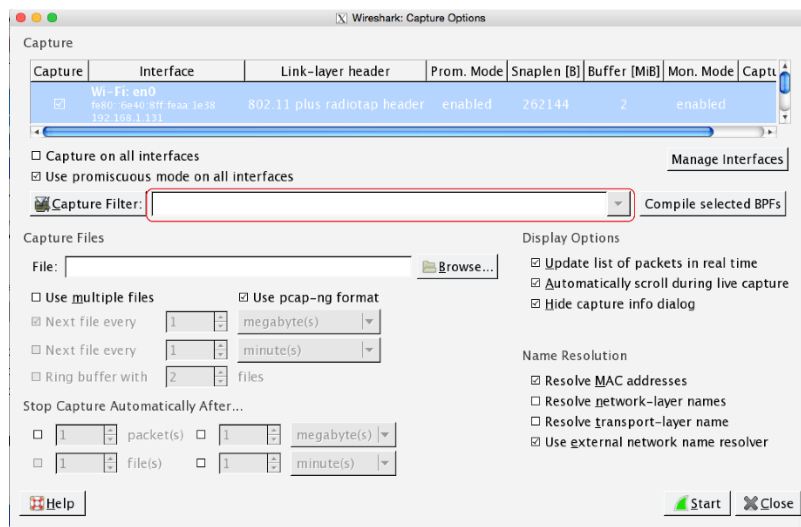 Wireshark: Capture Options
Capture
Capture Interface Link-layer header Prom. Mode Snaplen [B] Buffer [MiB] Mon. Mode Captu
Wi-Fi: en0
fe80::6e40:8ff:feaa:1e38
192.168.1.131
802.11 plus radiotap header enabled 262144 2 enabled
Capture on all interfaces
Use promiscuous mode on all interfaces
Manage Interfaces
Capture Filter:
Compile selected BPFs
Capture Files
File:
Browse...
Use multiple files Use pcap-ng format
Next file every 1 megabyte(s)
Next file every 1 minute(s)
Ring buffer with 2 files
Stop Capture Automatically After...
1 packet(s) 1 megabyte(s)
1 file(s) 1 minute(s)
Display Options
Update list of packets in real time
Automatically scroll during live capture
Hide capture info dialog
Name Resolution
Resolve MAC addresses
Resolve network-layer names
Resolve transport-layer name
Use external network name resolver
Help
Start
Close